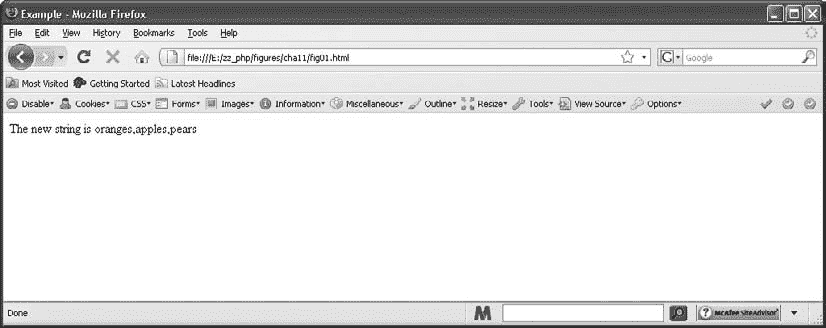 Example - Mozilla Firefox
File Edit View History Bookmarks Tools Help
file:///E:/zz_php/figures/cha11/fig01.html
G Google
Most Visited Getting Started Latest Headlines
Disable Cookies CSS Forms Images Information Miscellaneous Outline Resize Tools View Source Options
The new string is oranges,apples,pears
Done
M
McAfee SiteAdvisor